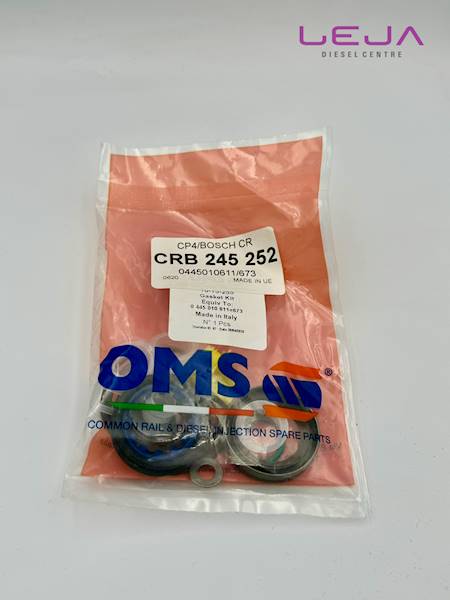 LEJA
DIESEL CENTRE
CP4/BOSCH CR
CRB 245 252
0445010611/673
o620 MADE IN UE
Gasket Kit
Equiv To:
0 445 010 611÷673
Made in Italy
N° 1 Pcs
OMS ®
COMMON RAIL & DIESEL INJECTION SPARE PARTS